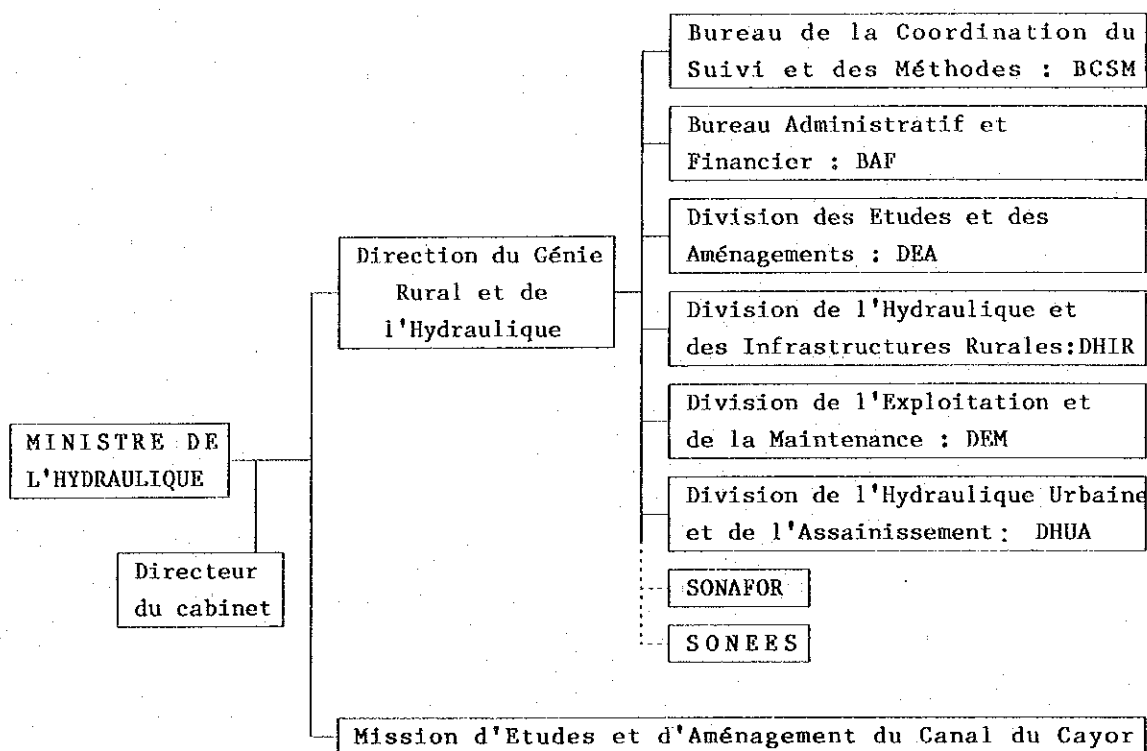 Bureau de la Coordination du
Suivi et des Méthodes : BCSM
Bureau Administratif et
Financier : BAF
Division des Etudes et des
Aménagements : DEA
Direction du Génie
Rural et de
l'Hydraulique
Division de l'Hydraulique et
des Infrastructures Rurales:DHIR
Division de l'Exploitation et
de la Maintenance : DEM
MINISTRE DE
L'HYDRAULIQUE
Division de l'Hydraulique Urbaine
et de l'Assainissement : DHUA
Directeur
du cabinet
SONAFOR
SONEES
Mission d'Etudes et d'Aménagement du Canal du Cayor